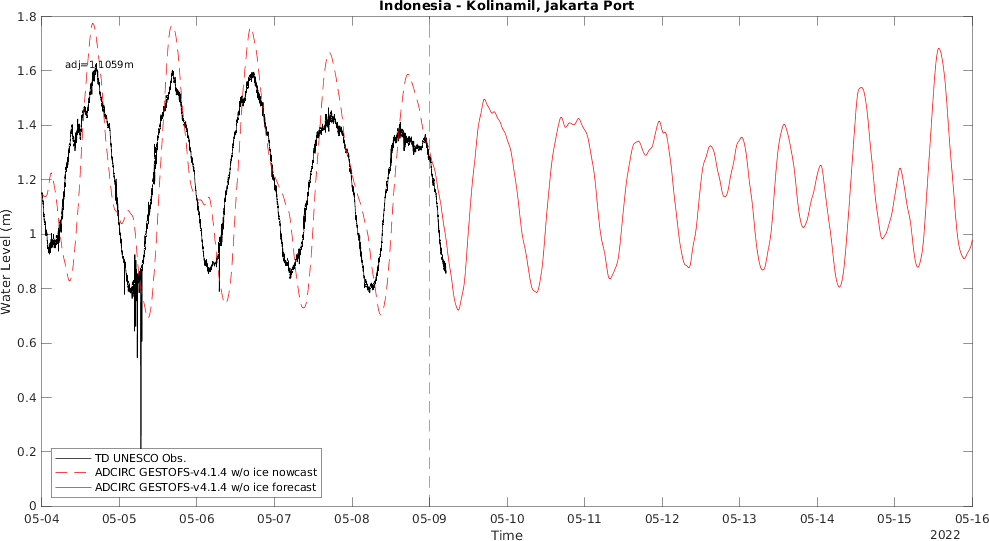 Indonesia - Kolinamil, Jakarta Port
1.8
1.6
1.4
1.2
1
0.8
0.6
0.4
0.2
0
Water Level (m)
adj=1.1059m
TD UNESCO Obs.
ADCIRC GESTOFS-v4.1.4 w/o ice nowcast
ADCIRC GESTOFS-v4.1.4 w/o ice forecast
05-04 05-05 05-06 05-07 05-08 05-09 05-10 05-11 05-12 05-13 05-14 05-15 05-16
Time
2022